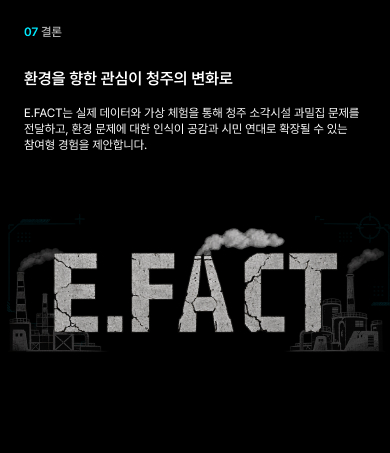 07 결론
환경을 향한 관심이 청주의 변화로
E.FACT는 실제 데이터와 가상 체험을 통해 청주 소각시설 과밀집 문제를
전달하고, 환경 문제에 대한 인식이 공감과 시민 연대로 확장될 수 있는
참여형 경험을 제안합니다.
E.FACT